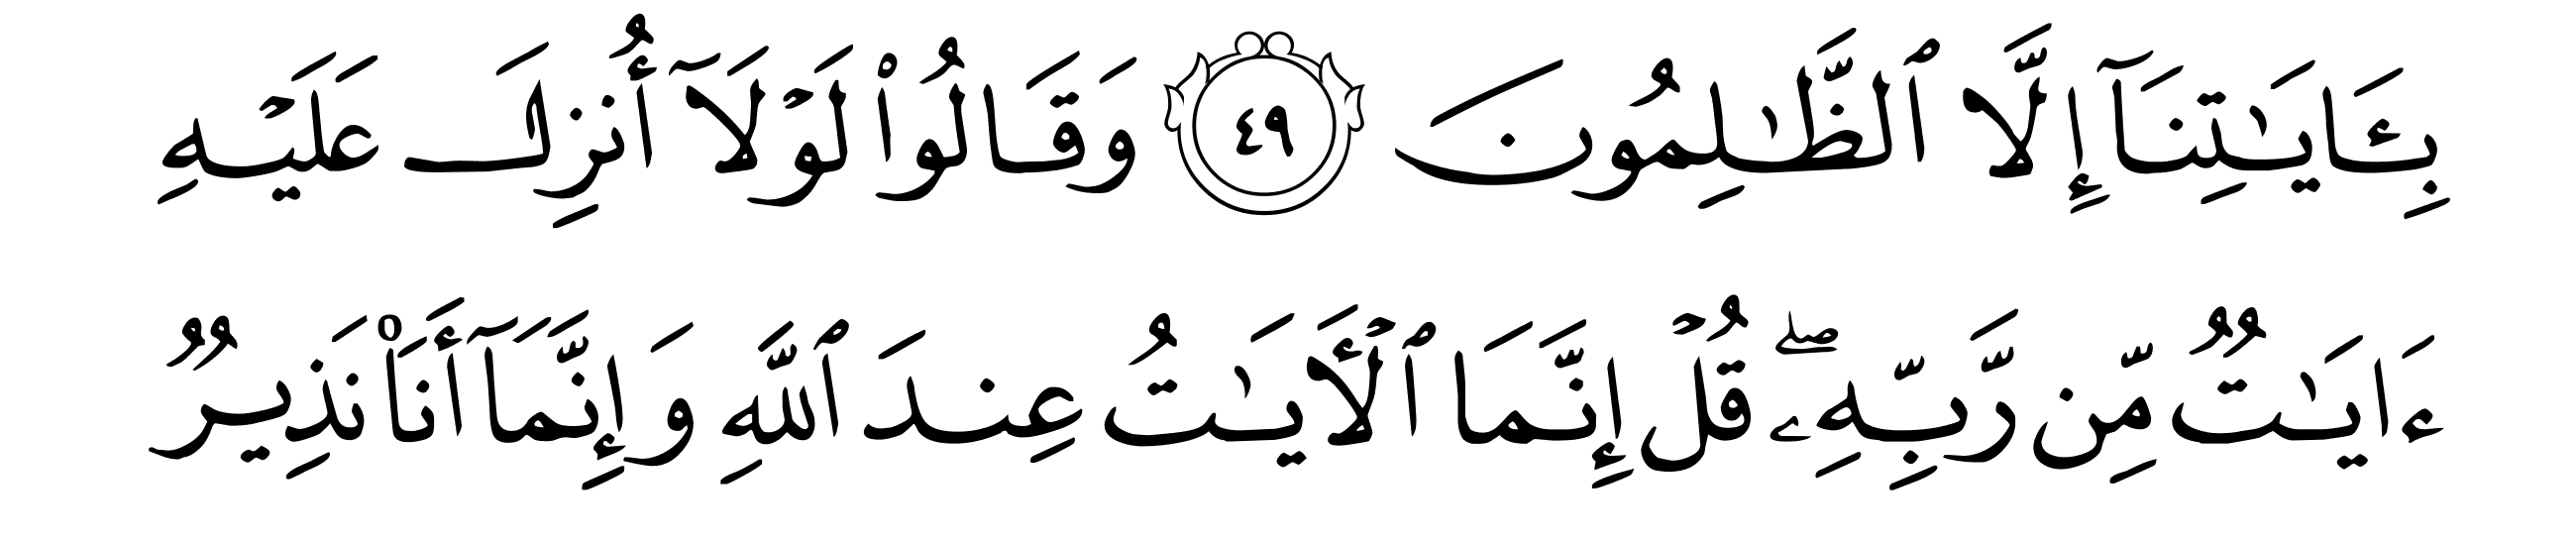 بِـَٔايَـٰتِنَآ إِلَّا ٱلظَّـٰلِمُونَ ٤٩ وَقَالُوا۟ لَوْلَآ أُنزِلَـ عَلَيْهِ
ءَايَـٰتٌ مِّن رَّبِّهِۦ ۖ قُلْ إِنَّمَا ٱلْأَيَـٰتُ عِندَ ٱللَّهِ وَإِنَّمَآ أَنَا۠ نَذِيرٌ